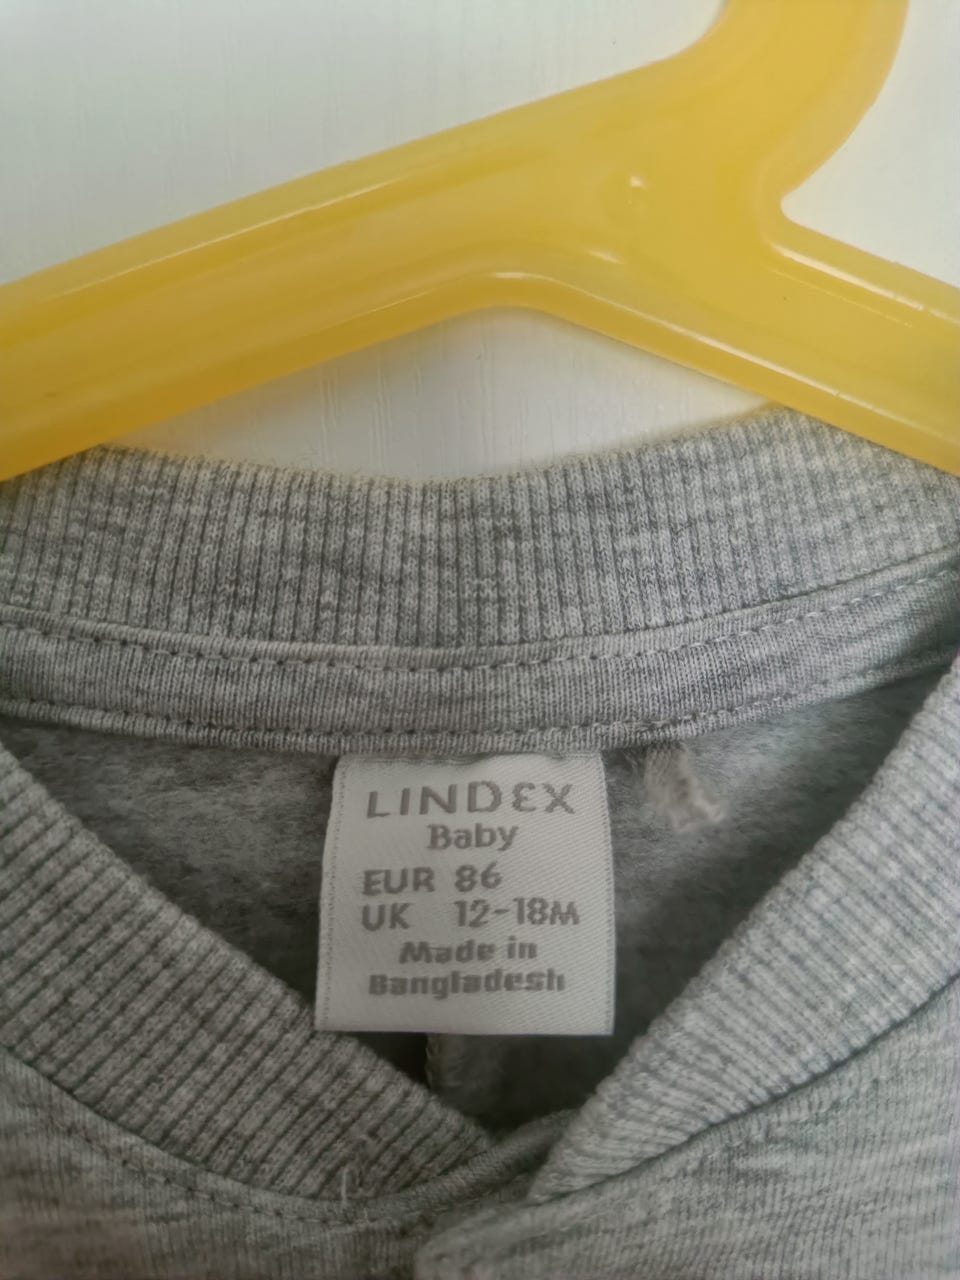 LINDEX
Baby
EUR 86
UK 12-18M
Made in
Bangladesh